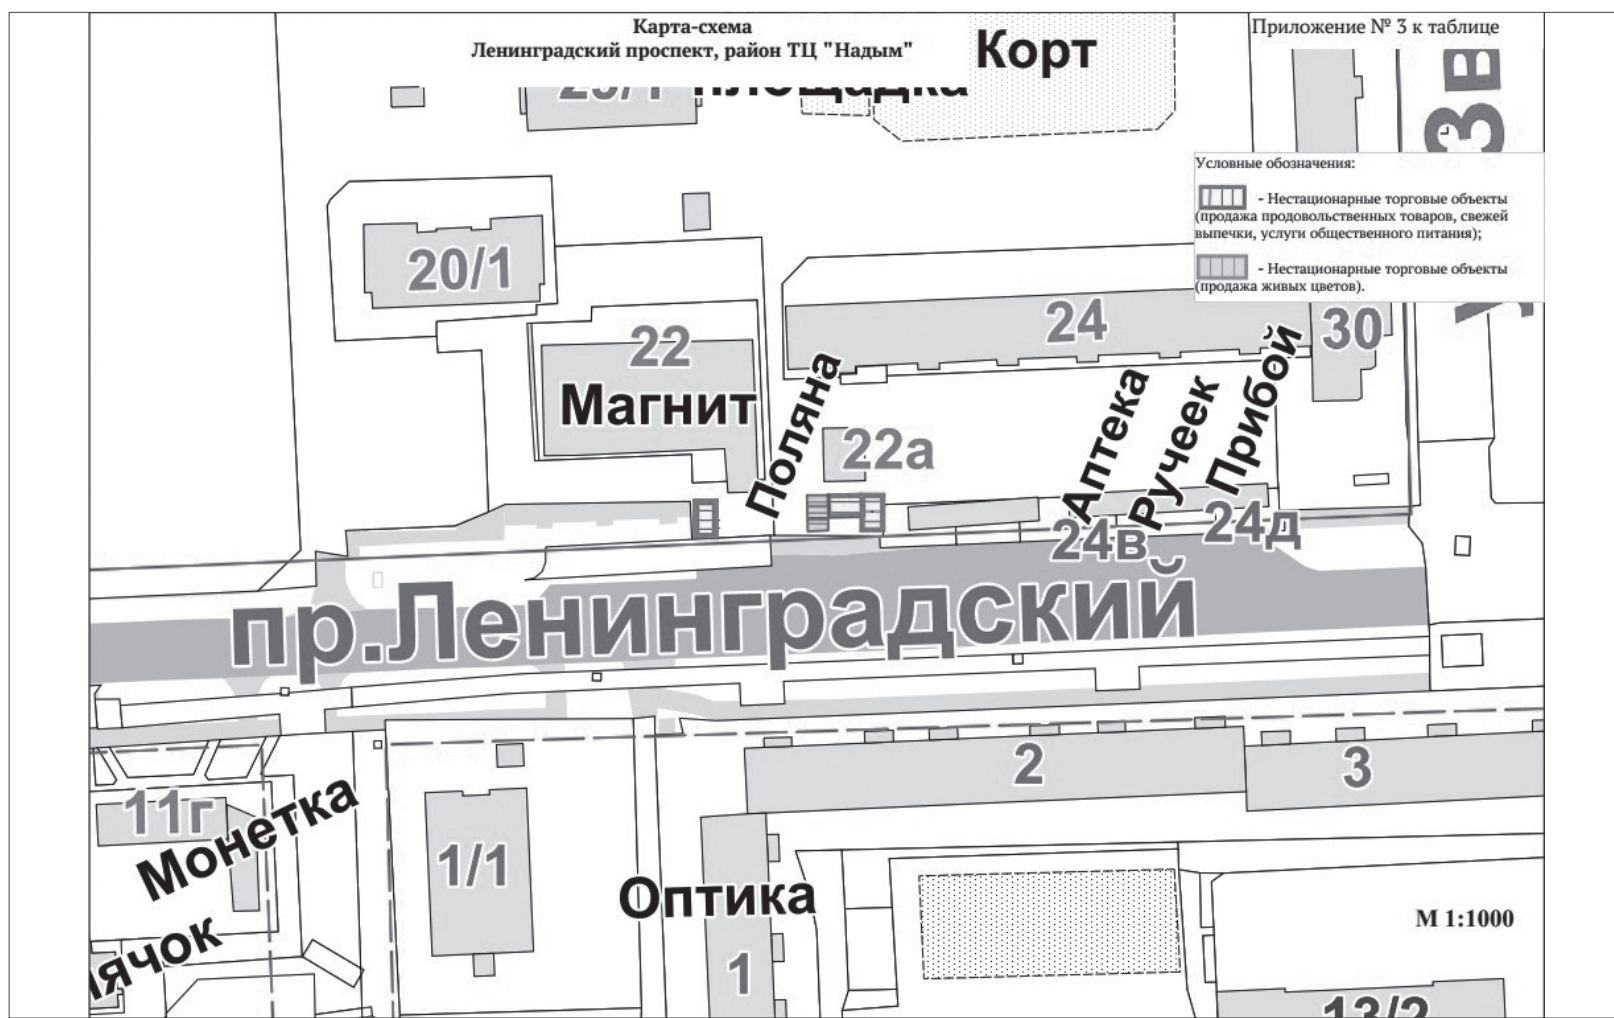 Карта-схема
Ленинградский проспект, район ТЦ "Надым"
Приложение № 3 к таблице
Корт
площадка
Условные обозначения:
- Нестационарные торговые объекты
(продажа продовольственных товаров, свежей
выпечки, услуги общественного питания);
- Нестационарные торговые объекты
(продажа живых цветов).
20/1
22
Магнит
Поляна
22а
24
30
Аптека
Ручеек
Прибой
24в
24д
пр.Ленинградский
2
3
11г
Монетка
1/1
Оптика
1
ячок
М 1:1000
13/2